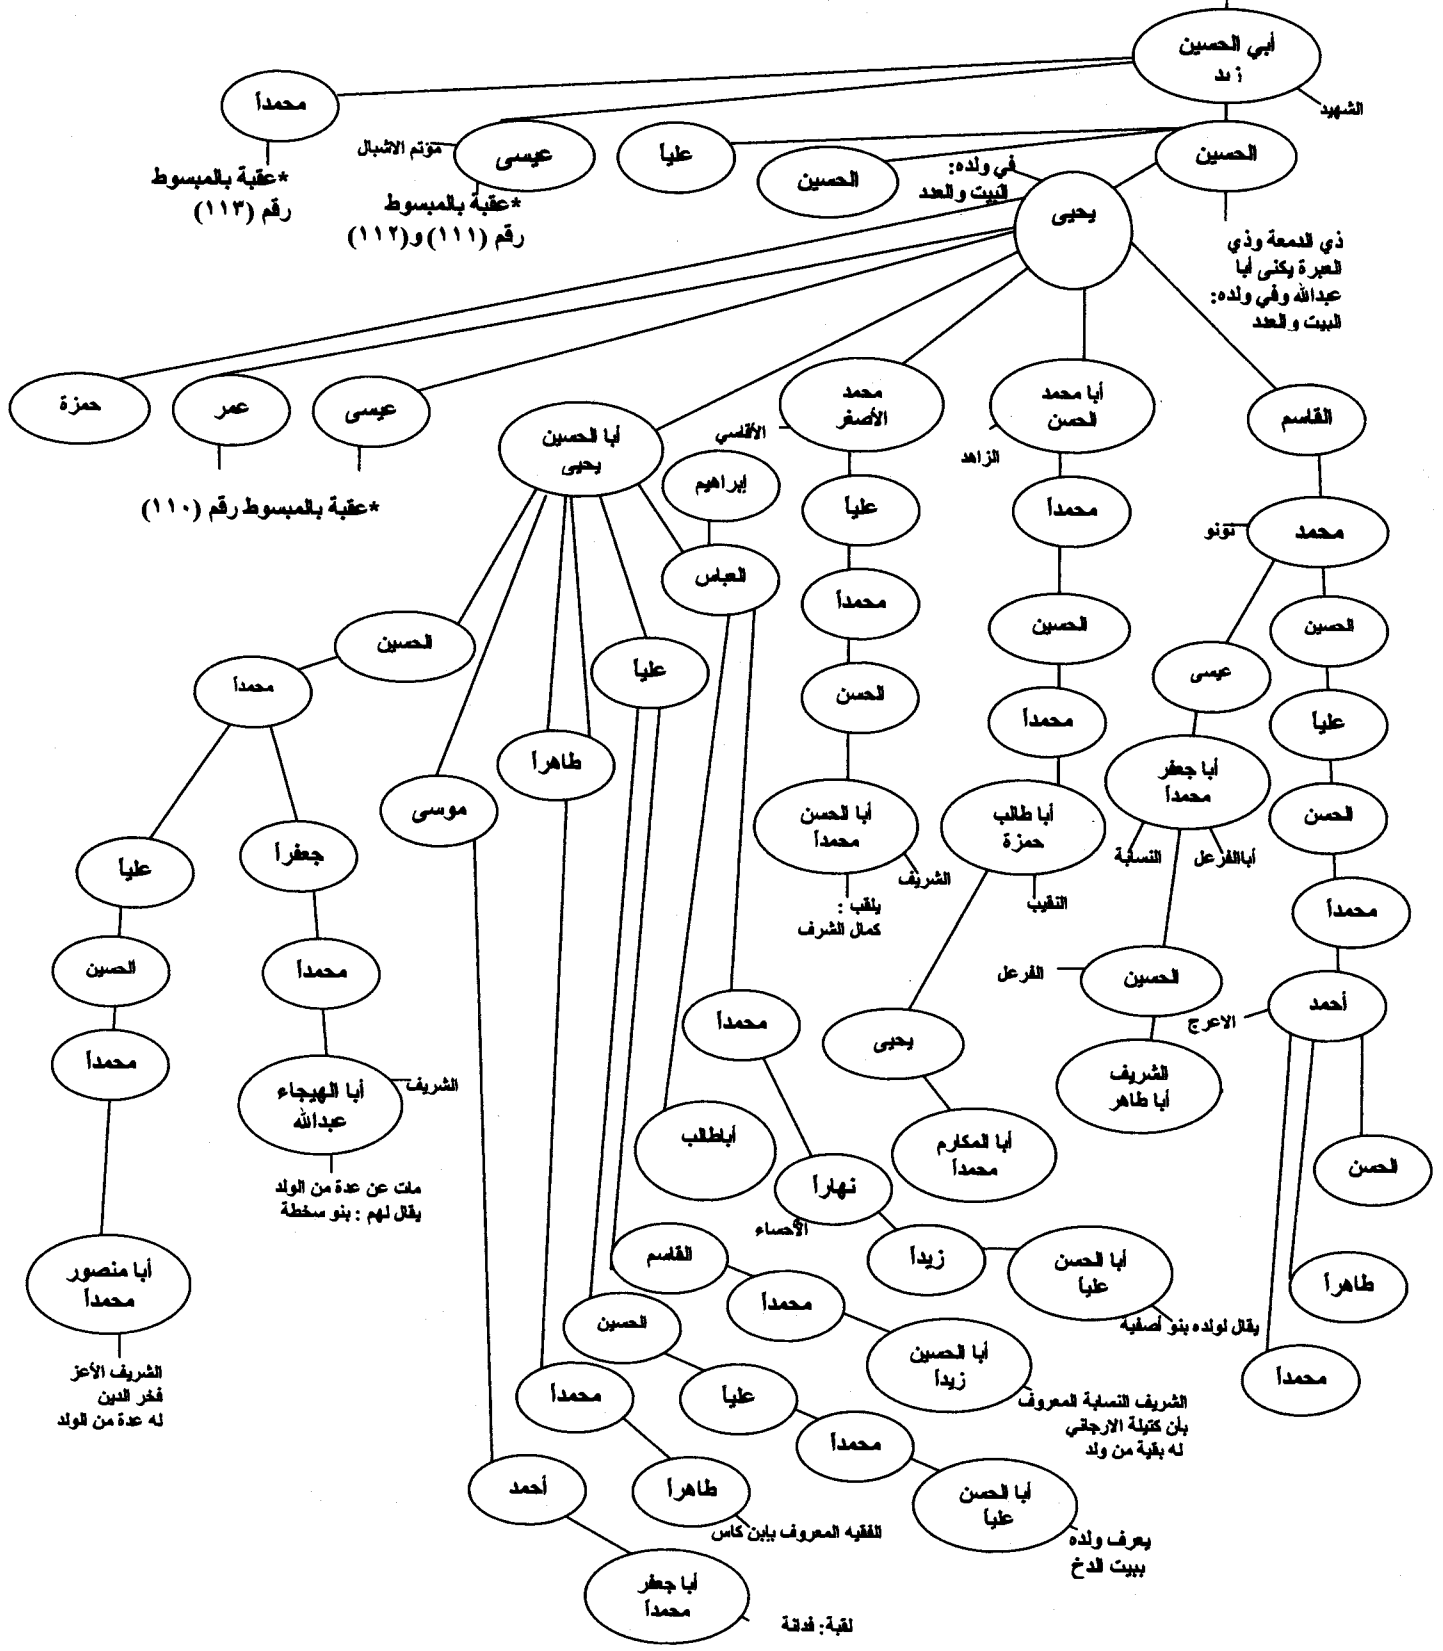 أبي الحسين
زيد
الشهيد
محمداً
*عقبة بالمبسوط
رقم (١١٣)
عيسى
مؤتم الاشبال
*عقبة بالمبسوط
رقم (١١١) و(١١٢)
علياً
الحسين
الحسين
ذي الدمعة وذي
العبرة يكنى أبا
عبدالله وفي ولده:
البيت والعدد
يحيى
في ولده:
البيت والعدد
القاسم
أبا محمد
الحسن
الزاهد
محمد
الأصغر
الأقاسي
أبا الحسين
يحيى
عيسى
عمر
حمزة
*عقبة بالمبسوط رقم (١١٠)
محمد
نونو
الحسين
علياً
الحسن
محمداً
أحمد
الاعرج
الحسن
طاهراً
محمداً
عيسى
أبا جعفر
محمداً
أباالفرعل
النسابة
الحسين
الفرعل
الشريف
أبا طاهر
محمداً
الحسين
محمداً
أبا طالب
حمزة
النقيب
يحيى
أبا المكارم
محمداً
علياً
محمداً
الحسن
أبا الحسن
محمداً
الشريف
يلقب :
كمال الشرف
إبراهيم
العباس
محمداً
أباطالب
نهاراً
الأحساء
زيداً
أبا الحسن
علياً
يقال لولده بنو أصفية
علياً
القاسم
محمداً
أبا الحسين
زيداً
الشريف النسابة المعروف
بأن كتيلة الارجاني
له بقية من ولد
الحسين
علياً
محمداً
أبا الحسن
علياً
يعرف ولده
ببيت الدخ
طاهراً
محمداً
طاهراً
الفقيه المعروف بإبن كاس
موسى
أحمد
أبا جعفر
محمداً
لقبة: فدانة
الحسين
محمداً
جعفراً
محمداً
أبا الهيجاء
عبدالله
الشريف
مات عن عدة من الولد
يقال لهم : بنو سخطة
علياً
الحسين
محمداً
أبا منصور
محمداً
الشريف الأعز
فخر الدين
له عدة من الولد